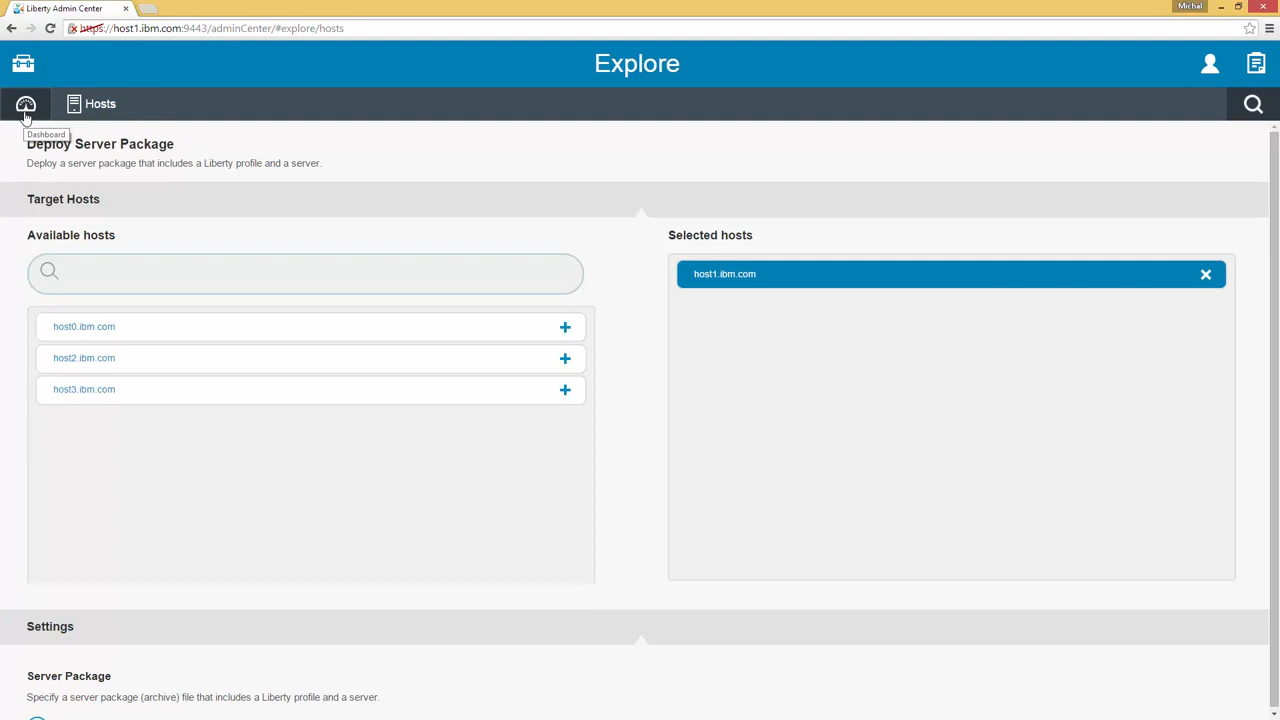 Liberty Admin Center
Michal
https://host1.ibm.com:9443/adminCenter/#explore/hosts
Explore
Hosts
Dashboard
Deploy Server Package
Deploy a server package that includes a Liberty profile and a server.
Target Hosts
Available hosts
Selected hosts
host1.ibm.com
host0.ibm.com
host2.ibm.com
host3.ibm.com
Settings
Server Package
Specify a server package (archive) file that includes a Liberty profile and a server.